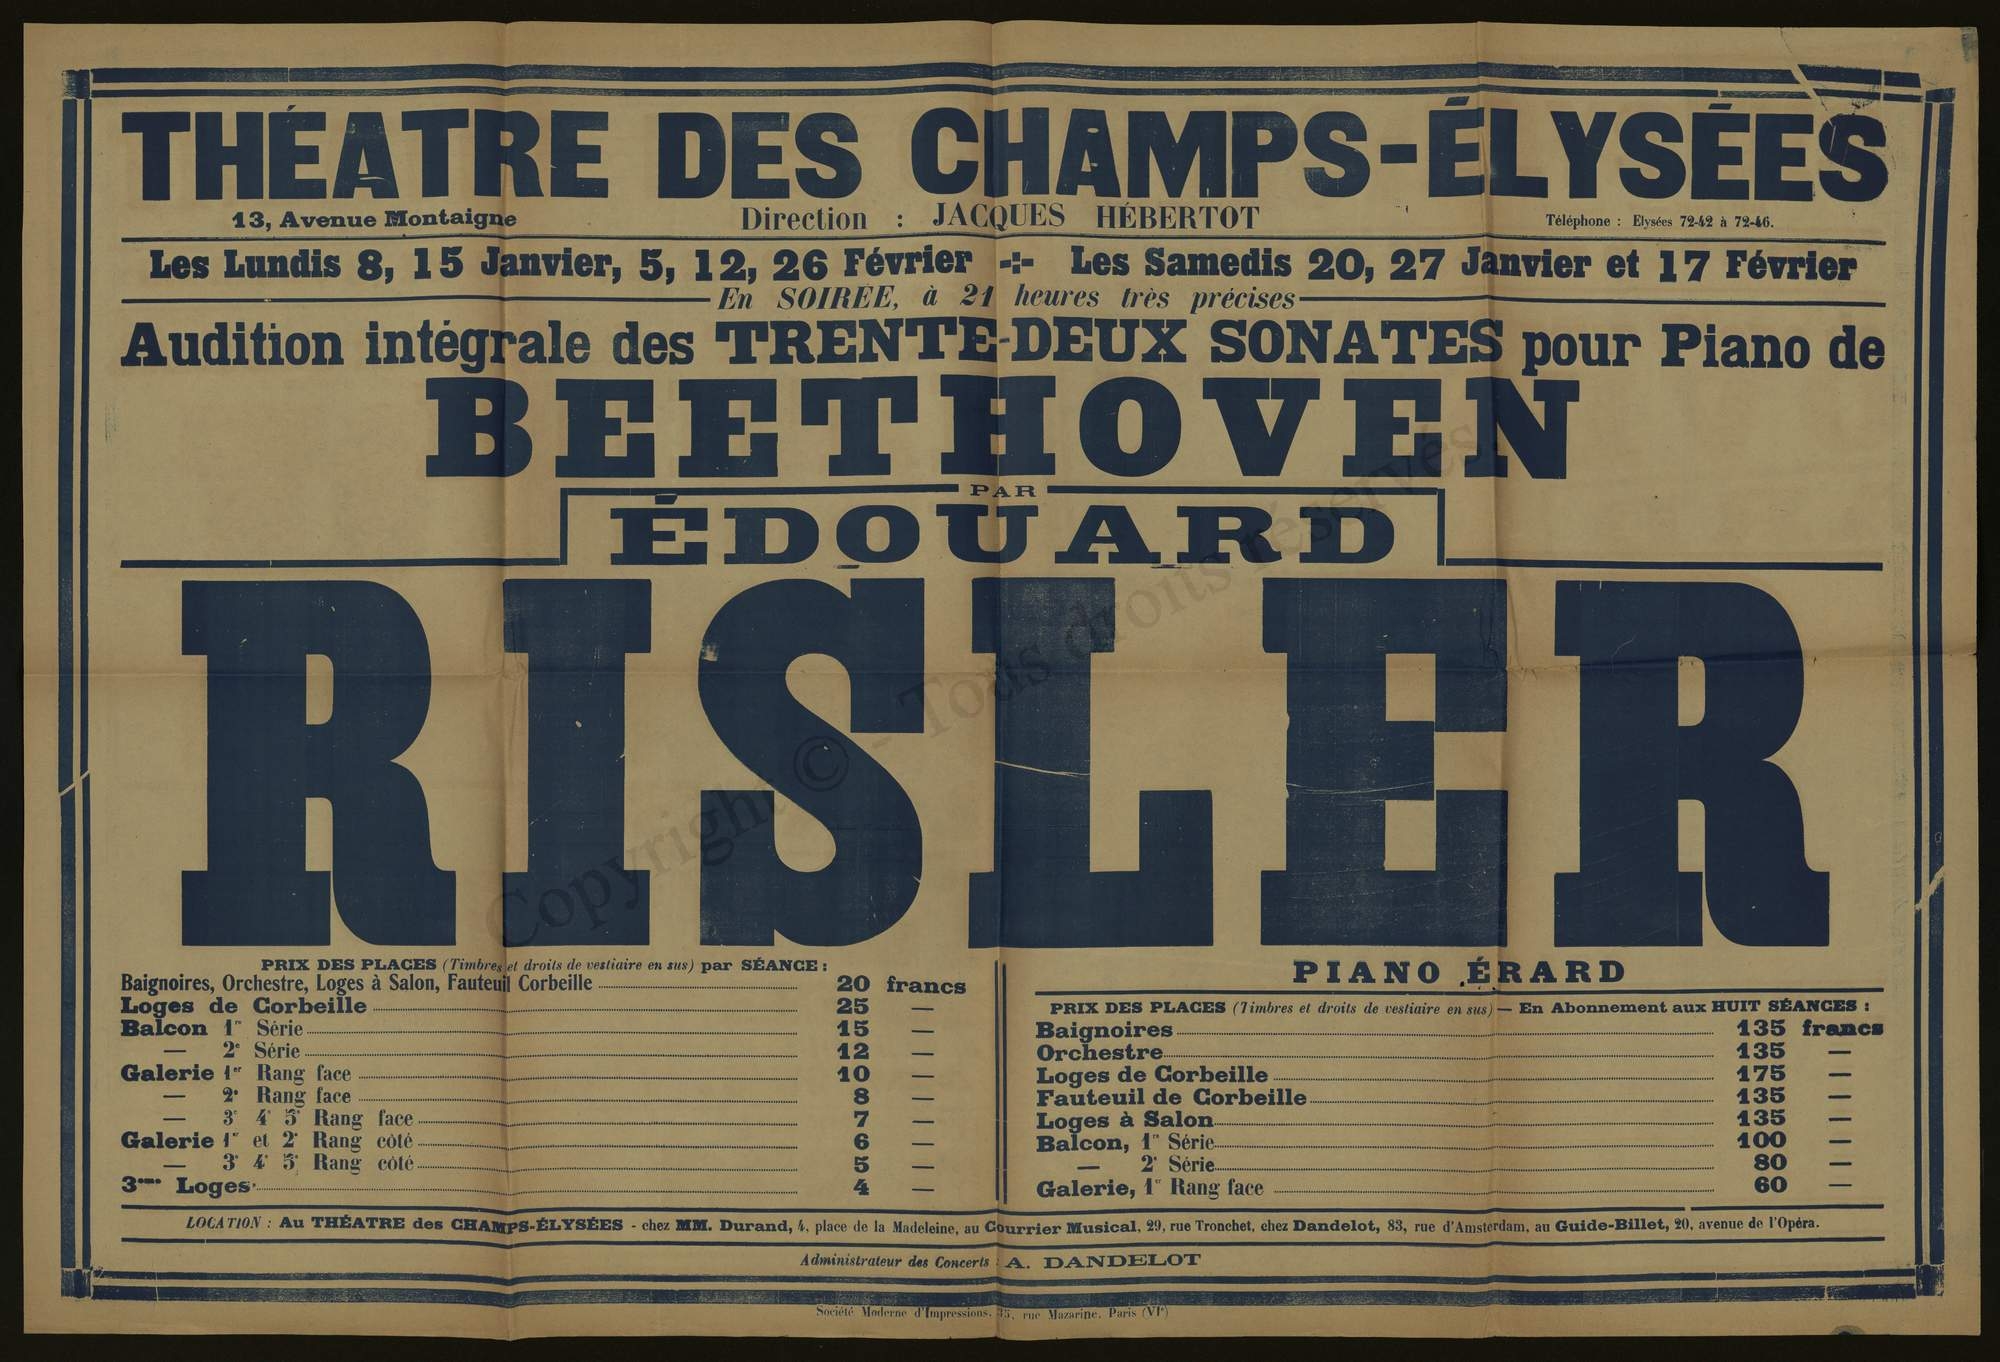 THÉATRE DES CHAMPS-ÉLYSÉES
13, Avenue Montaigne
Direction : JACQUES HÉBERTOT
Téléphone : Elysées 72-42 à 72-46.
Les Lundis 8, 15 Janvier, 5, 12, 26 Février -:- Les Samedis 20, 27 Janvier et 17 Février
En SOIRÉE, à 21 heures très précises
Audition intégrale des TRENTE-DEUX SONATES pour Piano de
BEETHOVEN
PAR
ÉDOUARD
RISLER
PRIX DES PLACES (Timbres et droits de vestiaire en sus) par SÉANCE :
Baignoires, Orchestre, Loges à Salon, Fauteuil Corbeille 20 francs
Loges de Corbeille 25 —
Balcon 1re Série 15 —
— 2e Série 12 —
Galerie 1er Rang face 10 —
— 2e Rang face 8 —
— 3e 4e 5e Rang face 7 —
Galerie 1er et 2e Rang côté 6 —
— 3e 4e 5e Rang côté 5 —
3mes Loges 4 —
PIANO ÉRARD
PRIX DES PLACES (Timbres et droits de vestiaire en sus) — En Abonnement aux HUIT SÉANCES :
Baignoires 135 francs
Orchestre 135 —
Loges de Corbeille 175 —
Fauteuil de Corbeille 135 —
Loges à Salon 135 —
Balcon, 1re Série 100 —
— 2e Série 80 —
Galerie, 1er Rang face 60 —
LOCATION : Au THÉATRE des CHAMPS-ÉLYSÉES - chez MM. Durand, 4, place de la Madeleine, au Courrier Musical, 29, rue Tronchet, chez Dandelot, 83, rue d'Amsterdam, au Guide-Billet, 20, avenue de l'Opéra.
Administrateur des Concerts : A. DANDELOT
Société Moderne d'Impressions, 35, rue Mazarine, Paris (VIe)
Copyright © - Tous droits réservés.